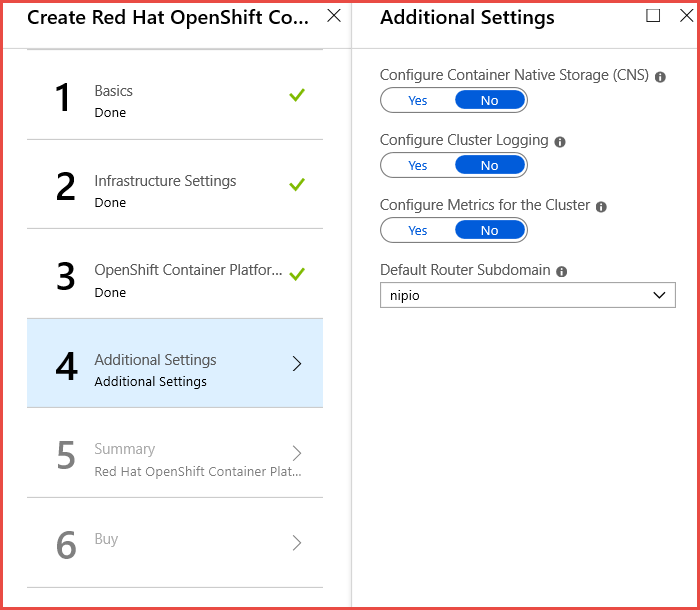 Create Red Hat OpenShift Co...
1
Basics
Done
2
Infrastructure Settings
Done
3
OpenShift Container Platfor...
Done
4
Additional Settings
Additional Settings
5
Summary
Red Hat OpenShift Container Plat...
6
Buy
Additional Settings
Configure Container Native Storage (CNS)
Yes No
Configure Cluster Logging
Yes No
Configure Metrics for the Cluster
Yes No
Default Router Subdomain
nipio